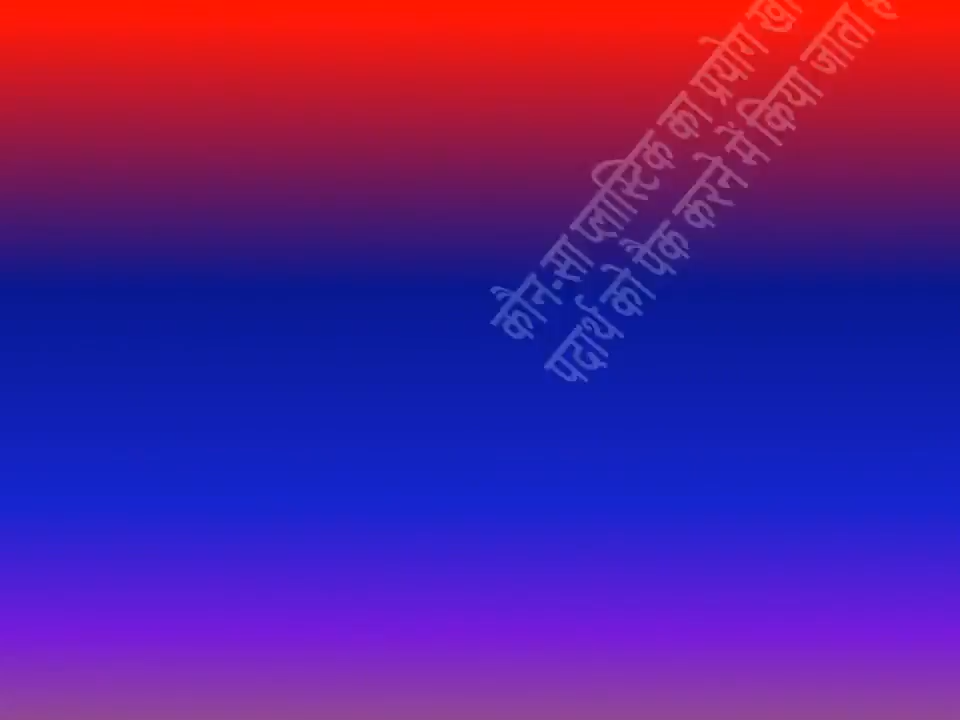 कौन-सा प्लास्टिक का प्रयोग
पदार्थ को पैक करने में किया जाता